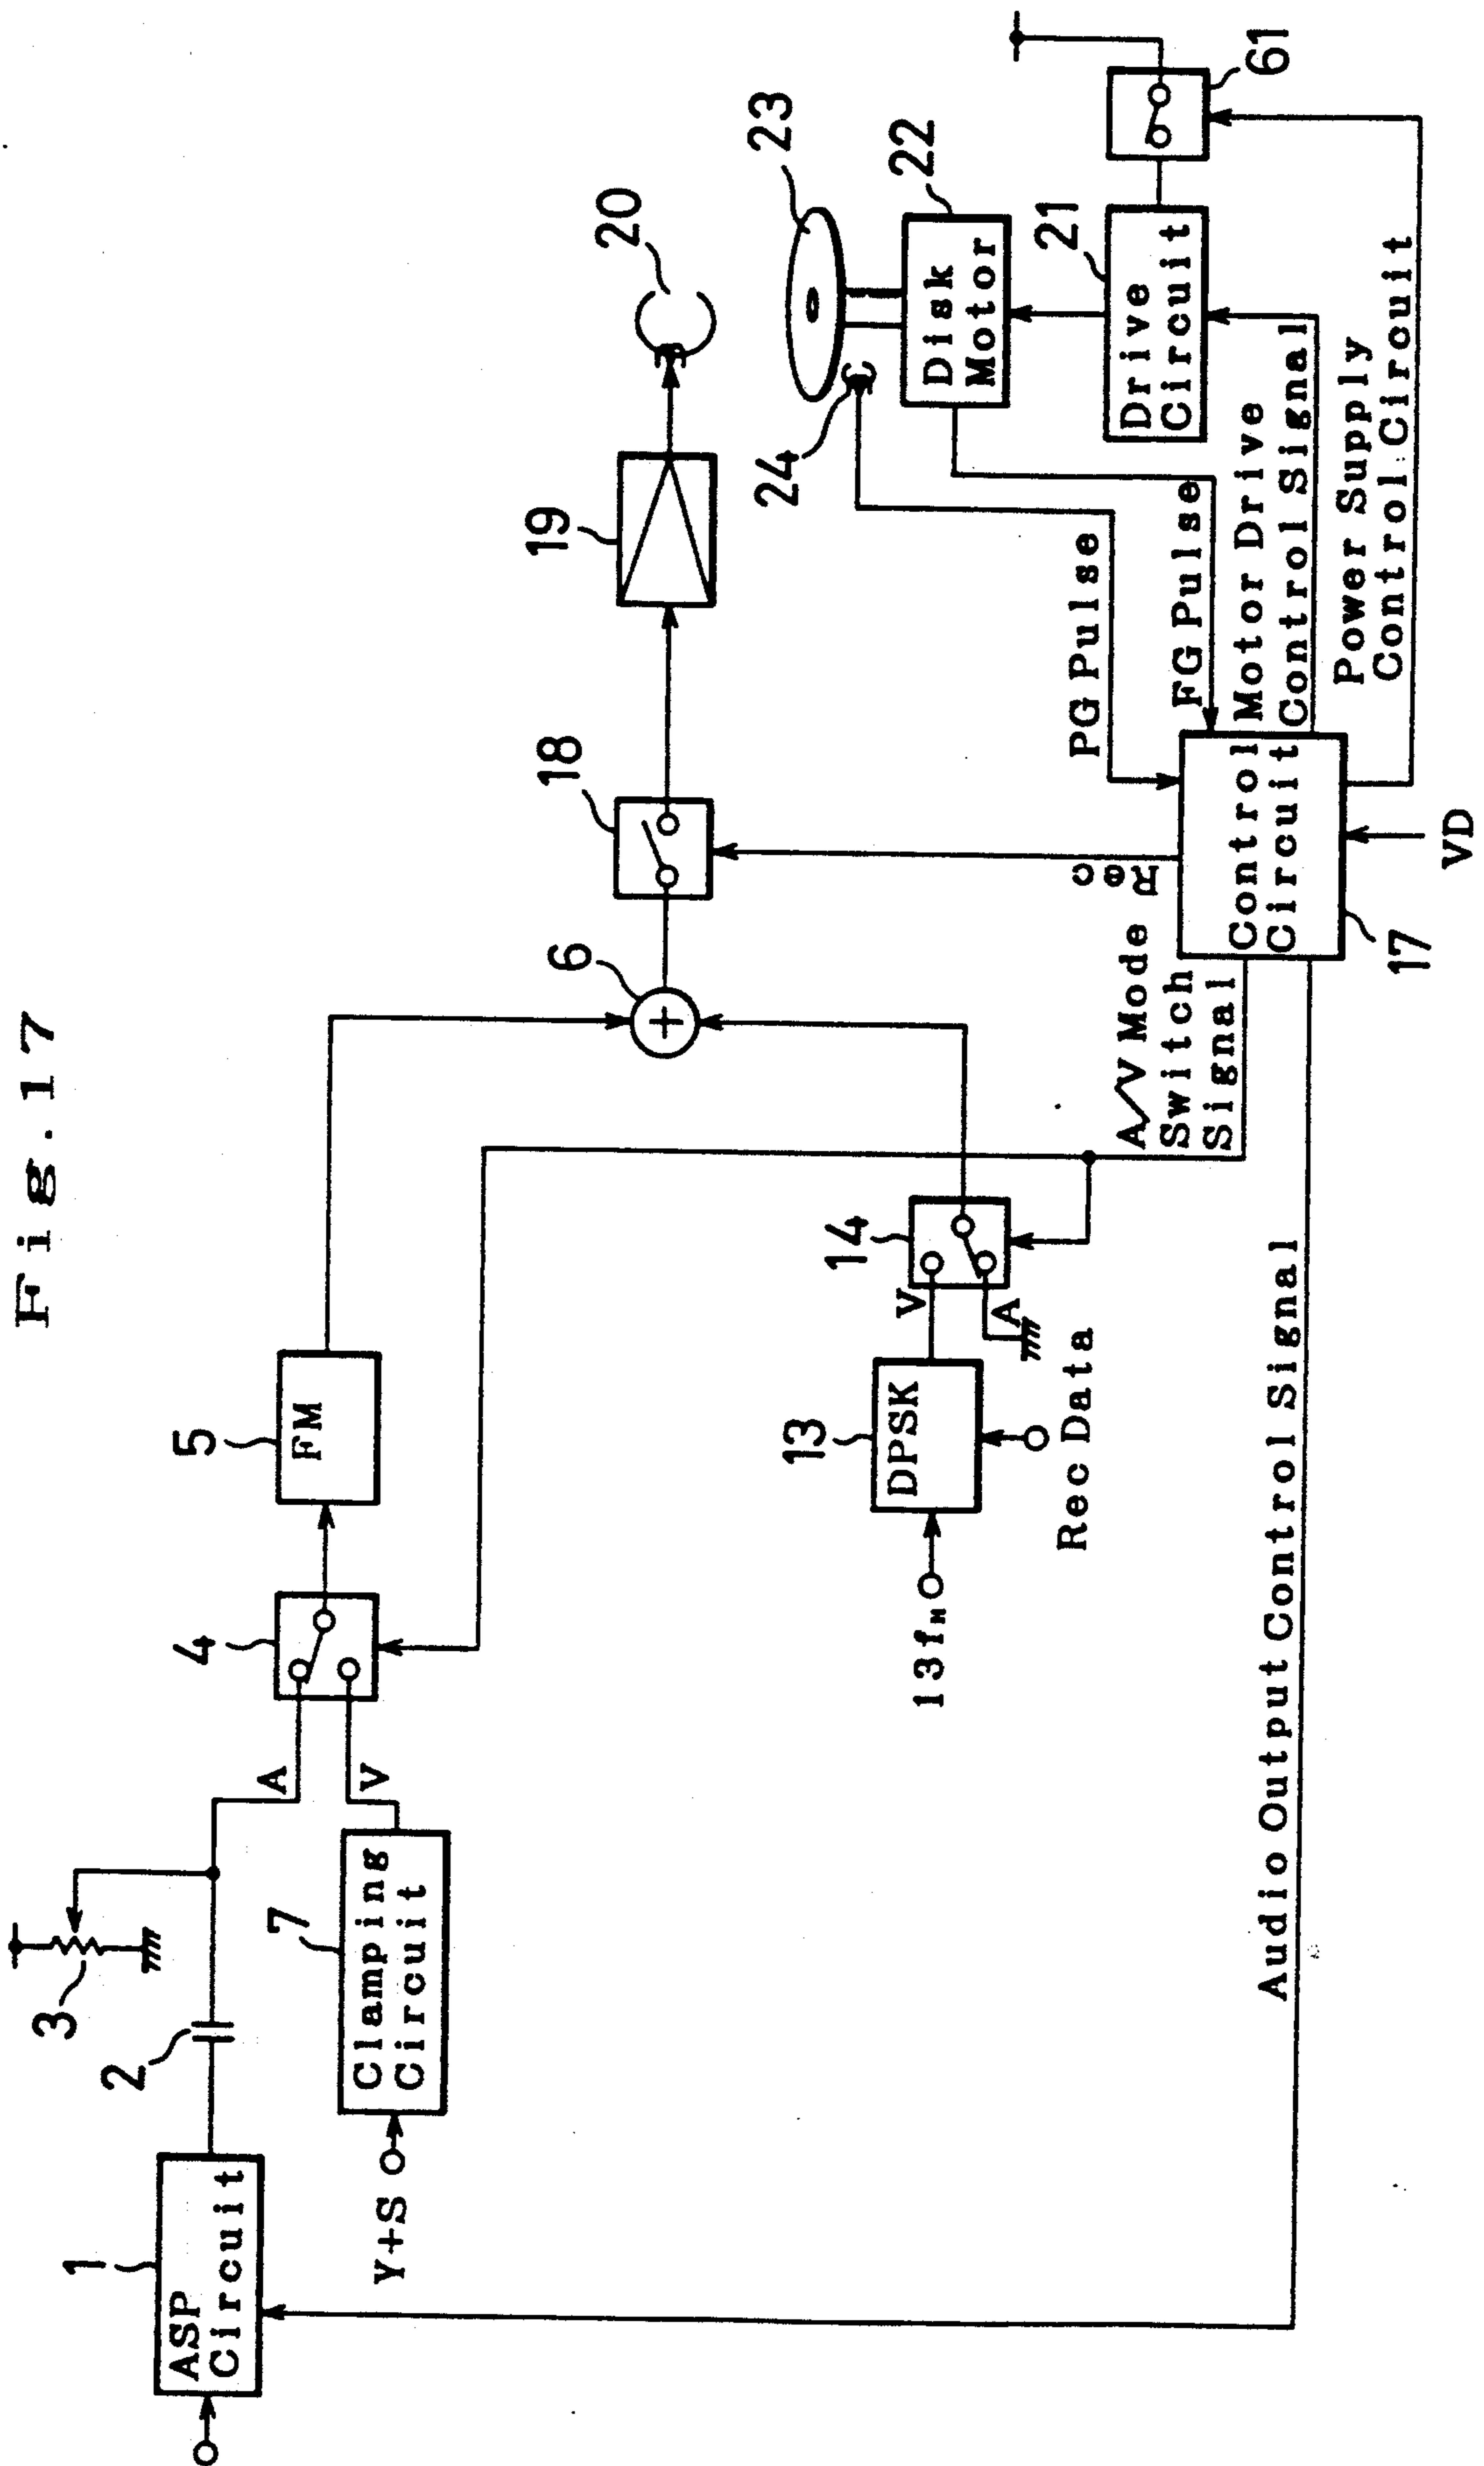 Fig.17
1
ASP
Circuit
2
3
A
V
4
5
FM
Y+S
7
Clamping
Circuit
6
18
19
20
13fH
13
DPSK
Rec Data
V
A
14
A/V Mode
Switch
Signal
Rec
PG Pulse
FG Pulse
24
23
22
Disk
Motor
21
Drive
Circuit
61
Control
Circuit
17
VD
Motor Drive
Control Signal
Power Supply
Control Circuit
Audio Output Control Signal